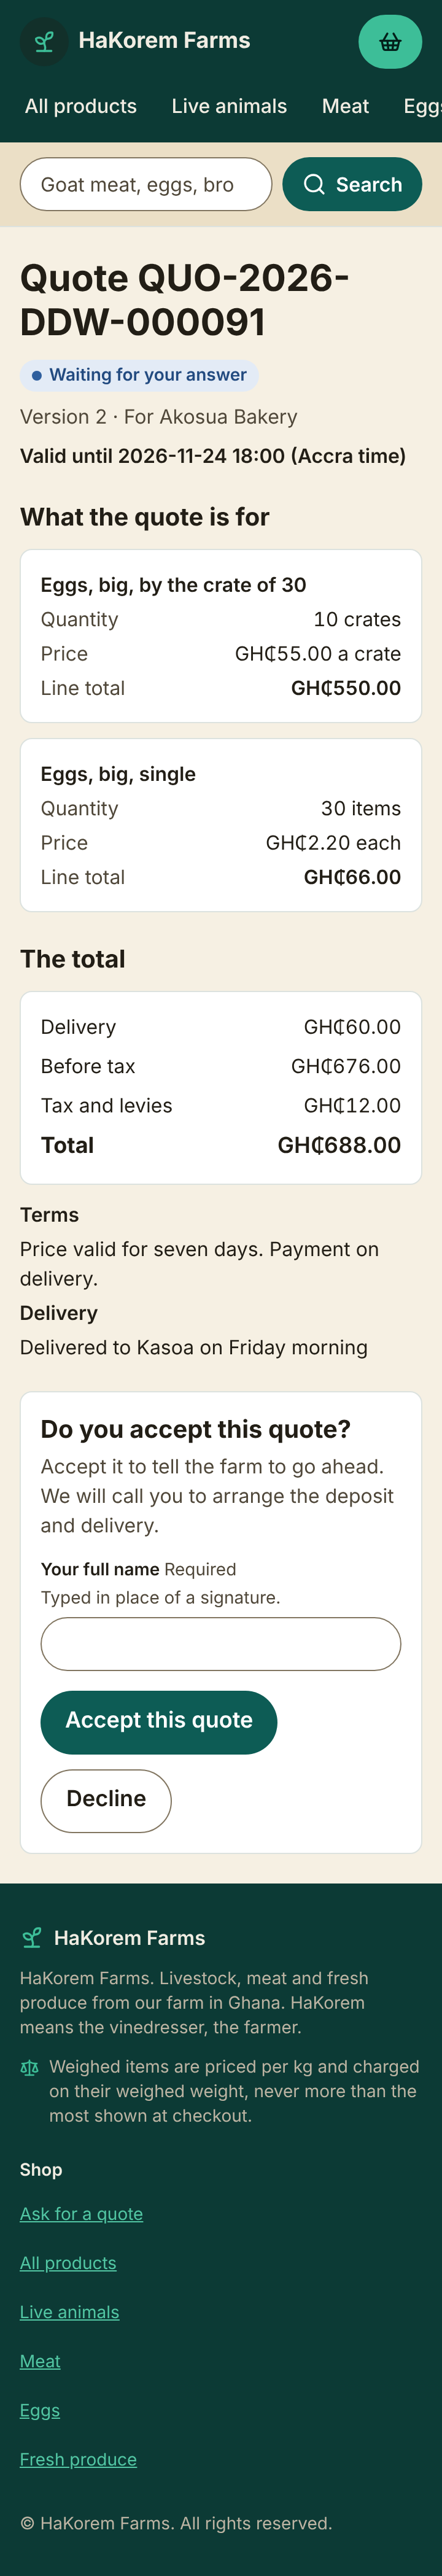 HaKorem Farms
All products Live animals Meat Eggs
Goat meat, eggs, bro
Search
Quote QUO-2026-
DDW-000091
Waiting for your answer
Version 2 · For Akosua Bakery
Valid until 2026-11-24 18:00 (Accra time)
What the quote is for
Eggs, big, by the crate of 30
Quantity 10 crates
Price GH₵55.00 a crate
Line total GH₵550.00
Eggs, big, single
Quantity 30 items
Price GH₵2.20 each
Line total GH₵66.00
The total
Delivery GH₵60.00
Before tax GH₵676.00
Tax and levies GH₵12.00
Total GH₵688.00
Terms
Price valid for seven days. Payment on
delivery.
Delivery
Delivered to Kasoa on Friday morning
Do you accept this quote?
Accept it to tell the farm to go ahead.
We will call you to arrange the deposit
and delivery.
Your full name Required
Typed in place of a signature.
Accept this quote
Decline
HaKorem Farms
HaKorem Farms. Livestock, meat and fresh
produce from our farm in Ghana. HaKorem
means the vinedresser, the farmer.
Weighed items are priced per kg and charged
on their weighed weight, never more than the
most shown at checkout.
Shop
Ask for a quote
All products
Live animals
Meat
Eggs
Fresh produce
© HaKorem Farms. All rights reserved.